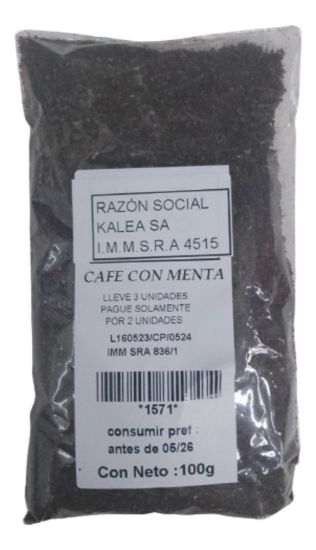 RAZÓN SOCIAL
KALEA SA
I.M.M.S.R.A 4515
CAFE CON MENTA
LLEVE 3 UNIDADES
PAGUE SOLAMENTE
POR 2 UNIDADES
L160523/CP/0524
IMM SRA 836/1
*1571*
consumir pref :
antes de 05/26
Con Neto :100g